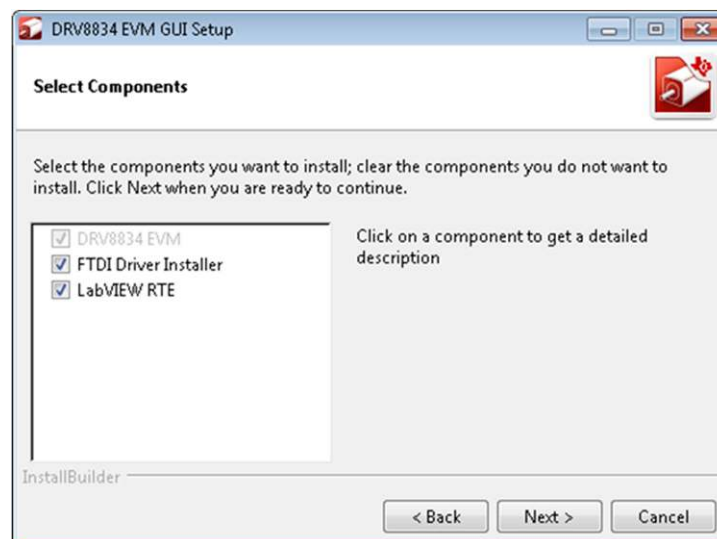 DRV8834 EVM GUI Setup
Select Components
Select the components you want to install; clear the components you do not want to
install. Click Next when you are ready to continue.
DRV8834 EVM
FTDI Driver Installer
LabVIEW RTE
Click on a component to get a detailed
description
InstallBuilder
< Back
Next >
Cancel